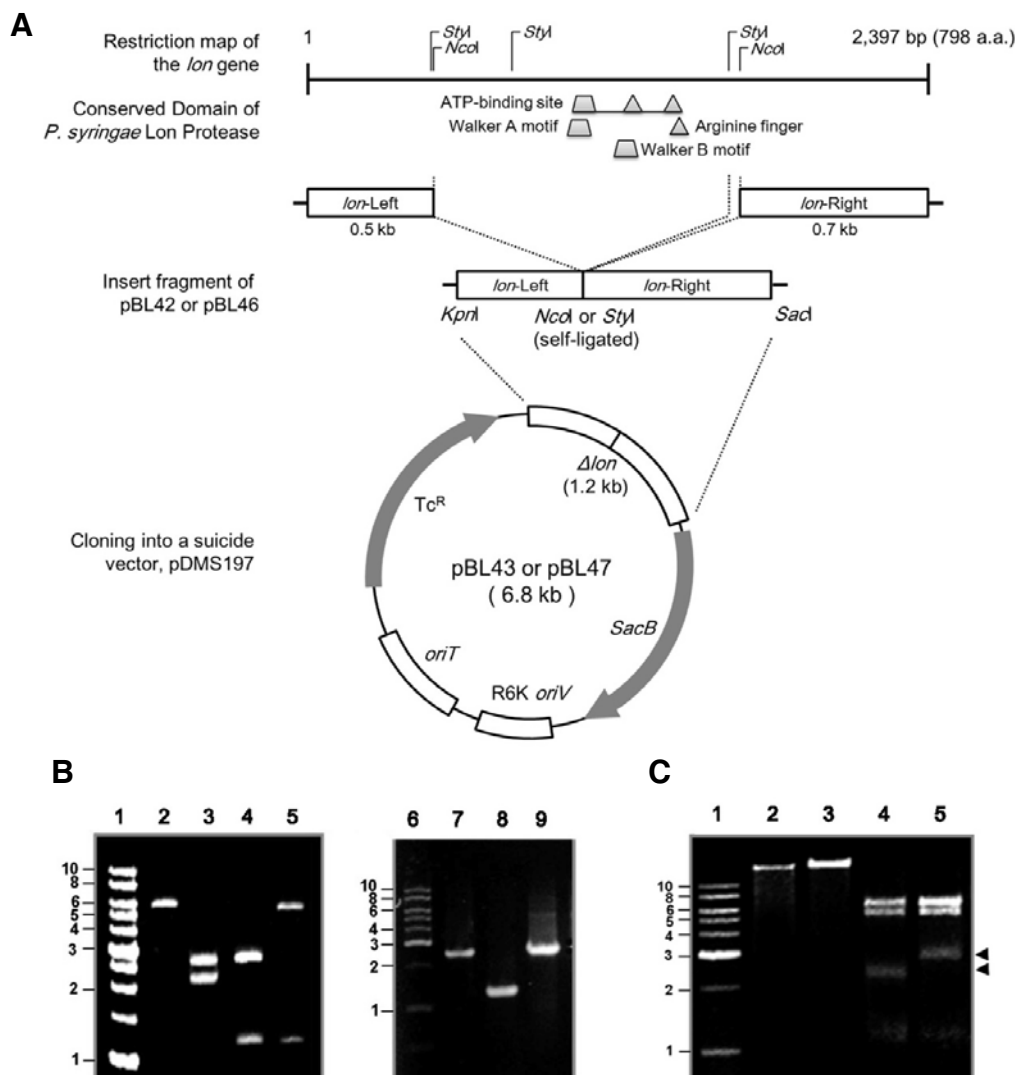 A
Restriction map of
the lon gene
1
StyI
NcoI
StyI
StyI
NcoI
2,397 bp (798 a.a.)
Conserved Domain of
P. syringae Lon Protease
ATP-binding site
Walker A motif
Arginine finger
Walker B motif
lon-Left
0.5 kb
lon-Right
0.7 kb
Insert fragment of
pBL42 or pBL46
lon-Left
lon-Right
KpnI
NcoI or StyI
(self-ligated)
SacI
Cloning into a suicide
vector, pDMS197
Δlon
(1.2 kb)
TcR
pBL43 or pBL47
( 6.8 kb )
SacB
oriT
R6K oriV
B
1 2 3 4 5
10
8
6
4
3
2
1
6 7 8 9
10
8
6
5
4
3
2
1
C
1 2 3 4 5
10
8
6
5
4
3
2
1